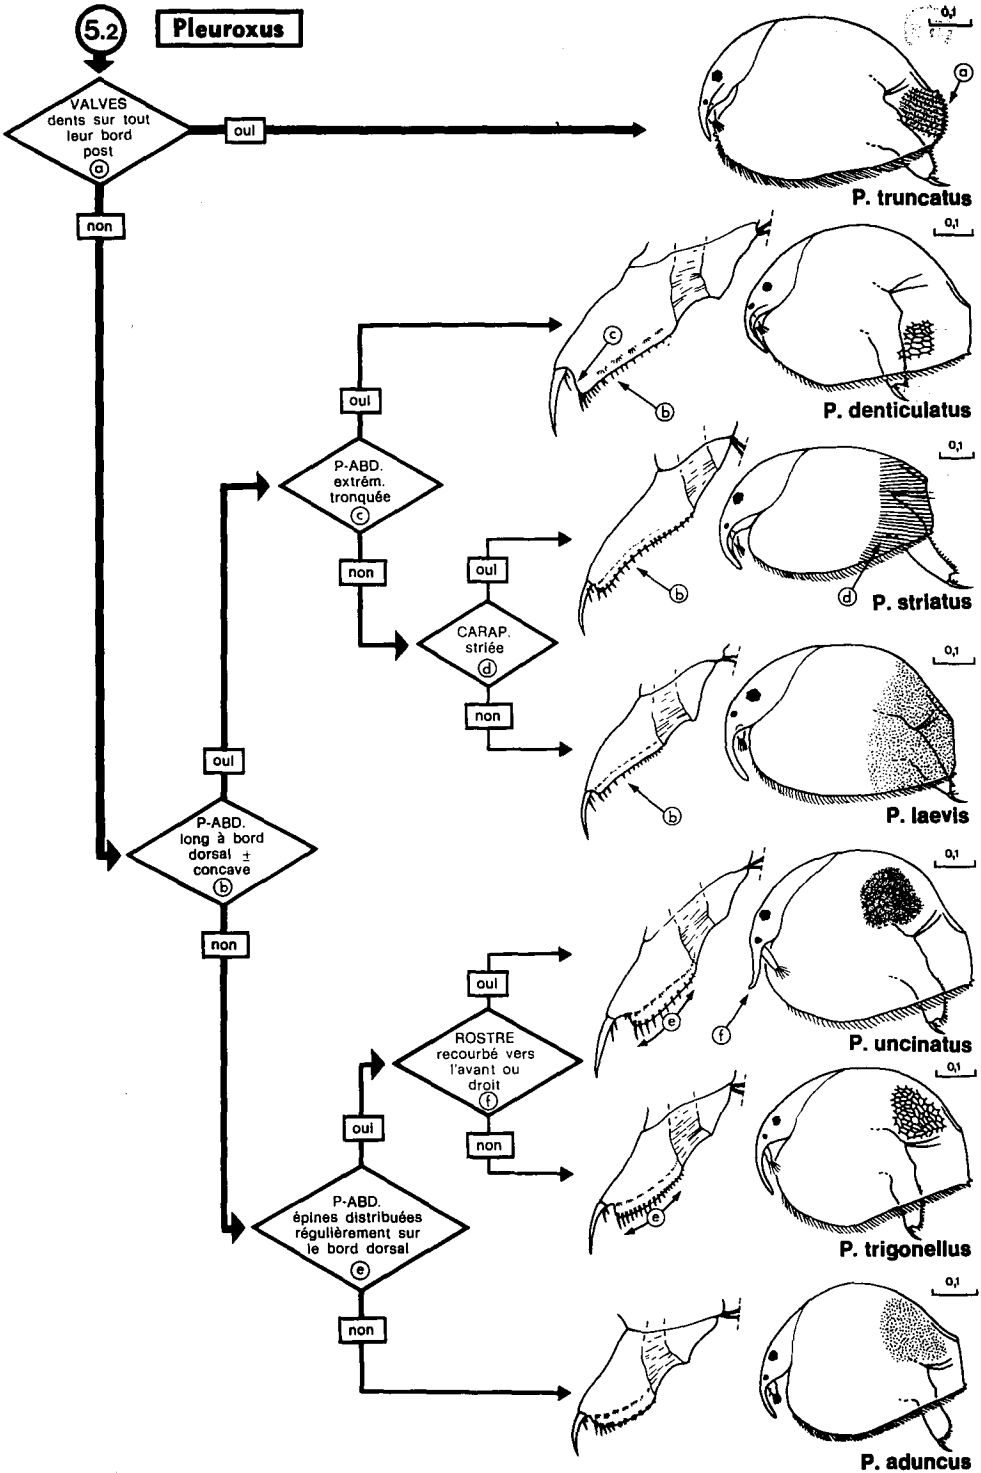 5.2
Pleuroxus
0,1
VALVES
dents sur tout
leur bord
post
a
oui
a
P. truncatus
non
0,1
c
b
P. denticulatus
oui
P-ABD.
extrém.
tronquée
c
non
0,1
b
d
P. striatus
oui
CARAP.
striée
d
non
0,1
b
P. laevis
oui
P-ABD.
long à bord
dorsal ±
concave
b
non
0,1
e
f
P. uncinatus
oui
ROSTRE
recourbé vers
l'avant ou
droit
f
non
0,1
e
P. trigonellus
oui
P-ABD.
épines distribuées
régulièrement sur
le bord dorsal
e
non
0,1
P. aduncus